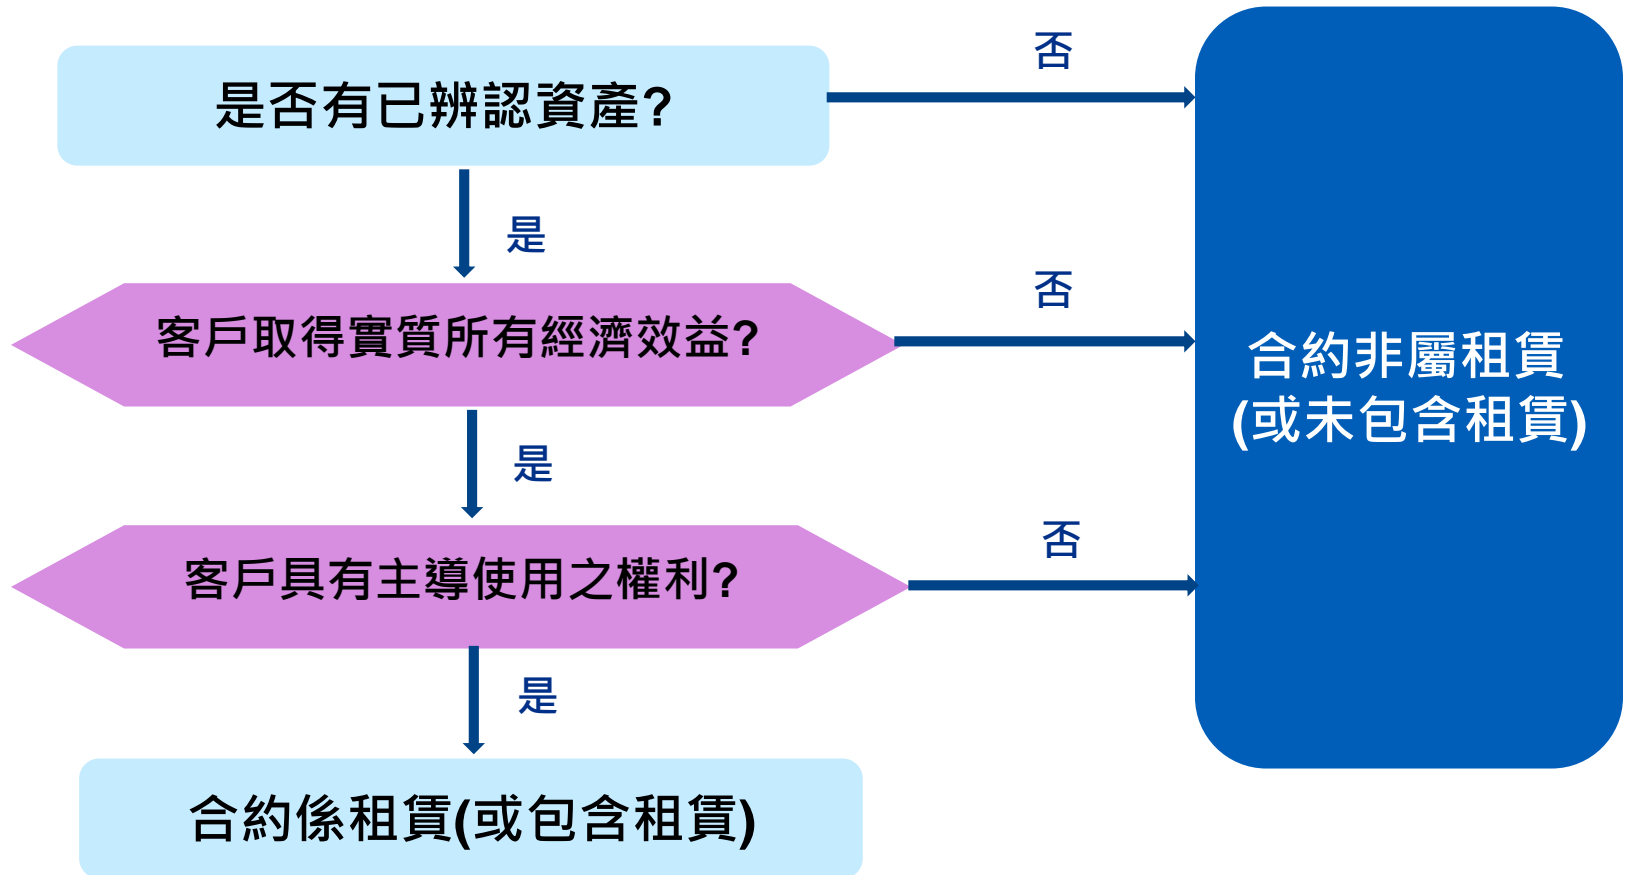 是否有已辨認資產?
否
是
客戶取得實質所有經濟效益?
否
是
客戶具有主導使用之權利?
否
是
合約係租賃(或包含租賃)
合約非屬租賃
(或未包含租賃)